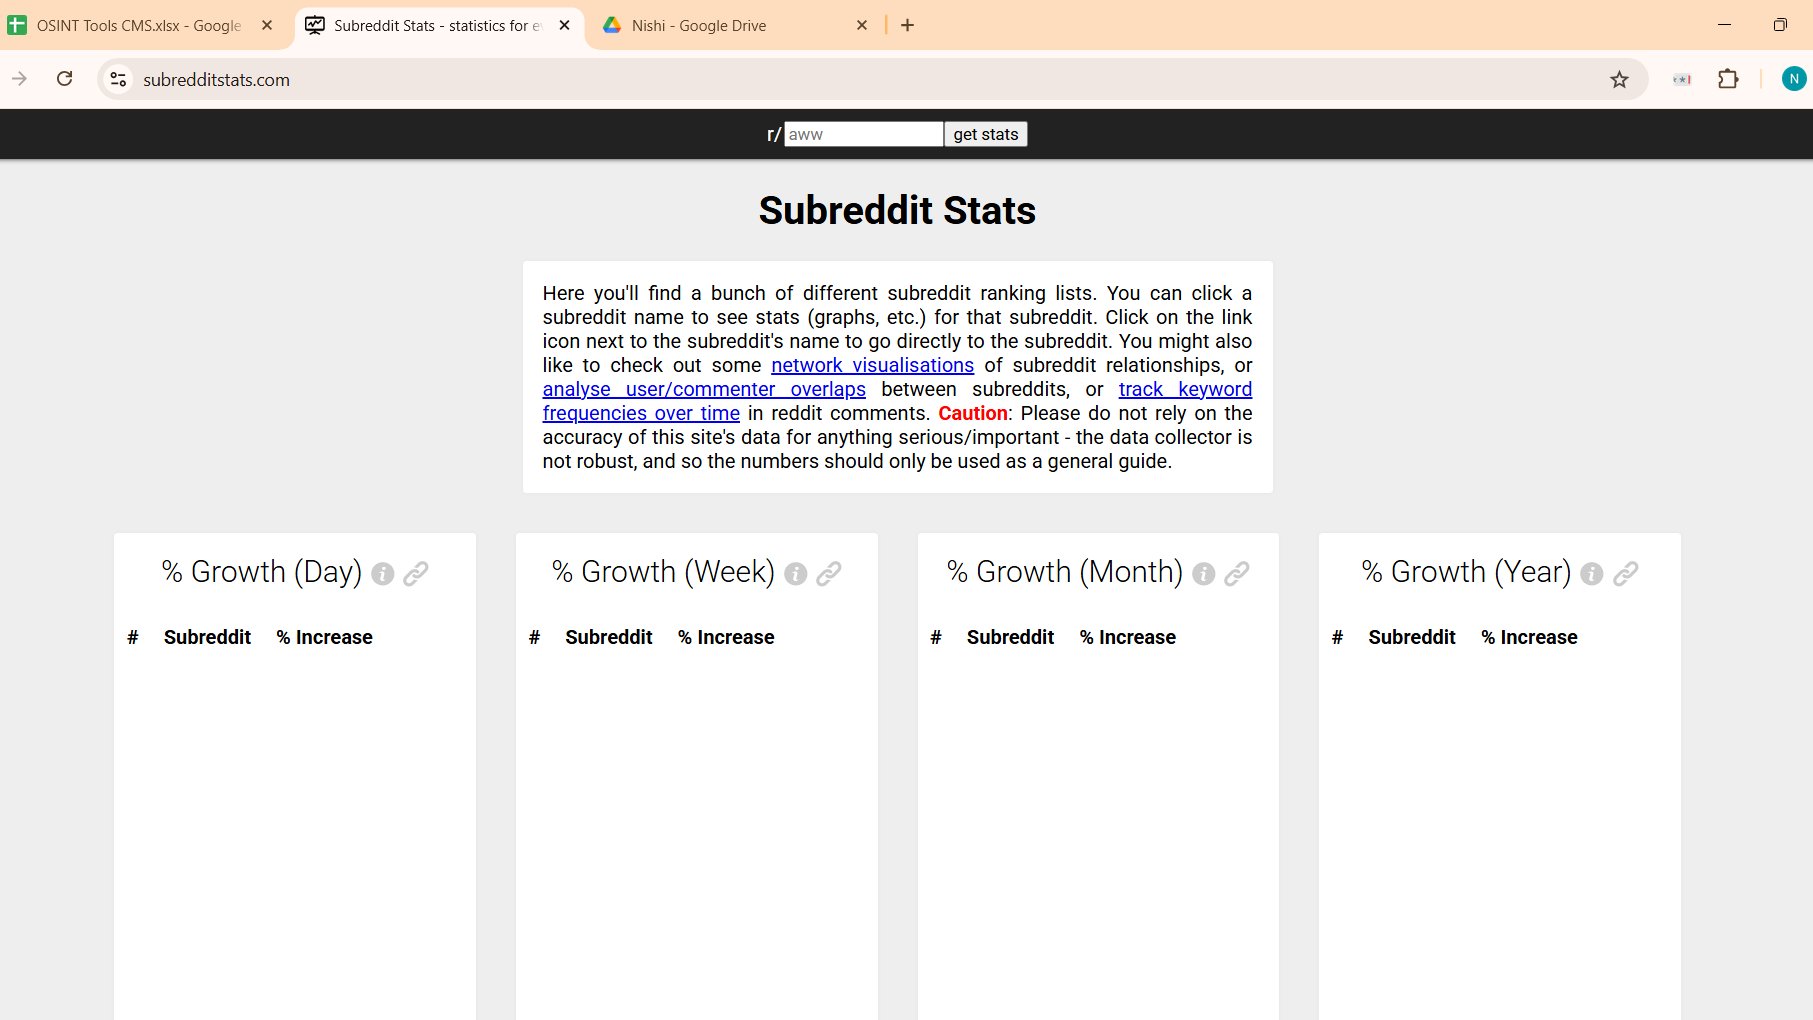 OSINT Tools CMS.xlsx - Google
Subreddit Stats - statistics for e
Nishi - Google Drive
subredditstats.com
N
r/ aww get stats
Subreddit Stats
Here you'll find a bunch of different subreddit ranking lists. You can click a
subreddit name to see stats (graphs, etc.) for that subreddit. Click on the link
icon next to the subreddit's name to go directly to the subreddit. You might also
like to check out some network visualisations of subreddit relationships, or
analyse user/commenter overlaps between subreddits, or track keyword
frequencies over time in reddit comments. Caution: Please do not rely on the
accuracy of this site's data for anything serious/important - the data collector is
not robust, and so the numbers should only be used as a general guide.
% Growth (Day)
# Subreddit % Increase
% Growth (Week)
# Subreddit % Increase
% Growth (Month)
# Subreddit % Increase
% Growth (Year)
# Subreddit % Increase